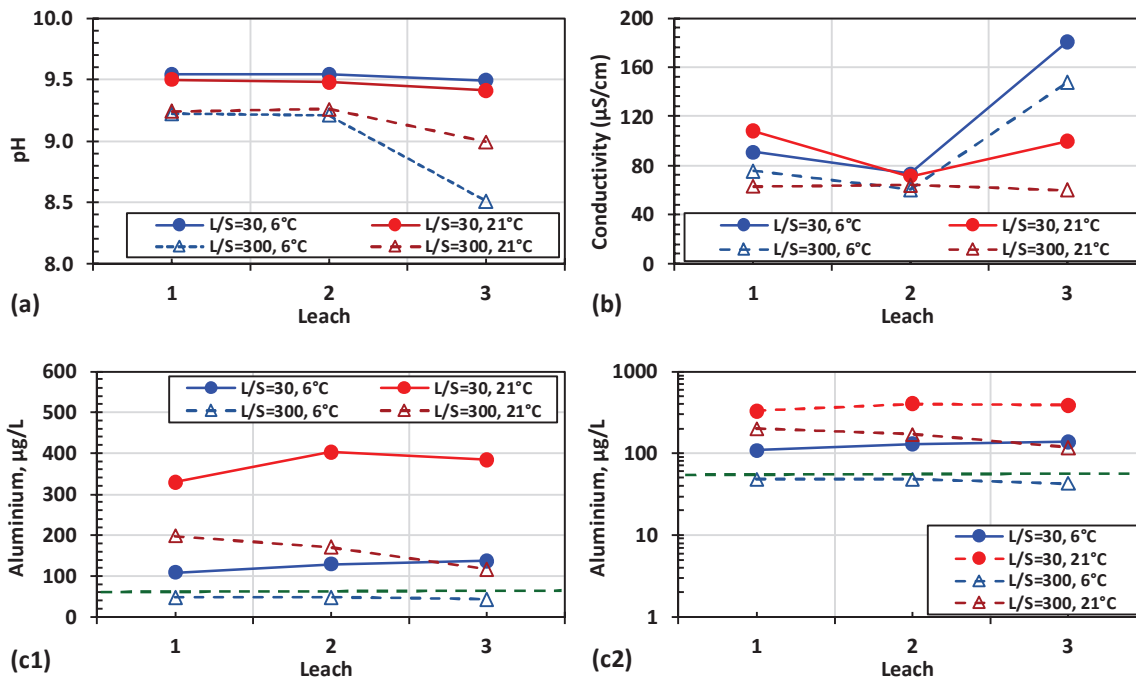 10.0
9.5
9.0
8.5
8.0
pH
L/S=30, 6°C
L/S=30, 21°C
L/S=300, 6°C
L/S=300, 21°C
1
2
3
Leach
(a)
200
160
120
80
40
0
Conductivity (µS/cm)
L/S=30, 6°C
L/S=30, 21°C
L/S=300, 6°C
L/S=300, 21°C
1
2
3
Leach
(b)
600
500
400
300
200
100
0
Aluminium, µg/L
L/S=30, 6°C
L/S=30, 21°C
L/S=300, 6°C
L/S=300, 21°C
1
2
3
Leach
(c1)
1000
100
10
1
Aluminium, µg/L
L/S=30, 6°C
L/S=30, 21°C
L/S=300, 6°C
L/S=300, 21°C
1
2
3
Leach
(c2)